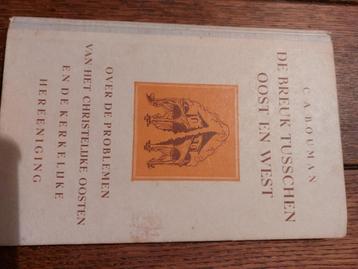 C A BOUMAN
DE BREUK TUSSCHEN
OOST EN WEST
OVER DE PROBLEMEN
VAN HET CHRISTELIJKE OOSTEN
EN DE KERKELIJKE
HEREENIGING